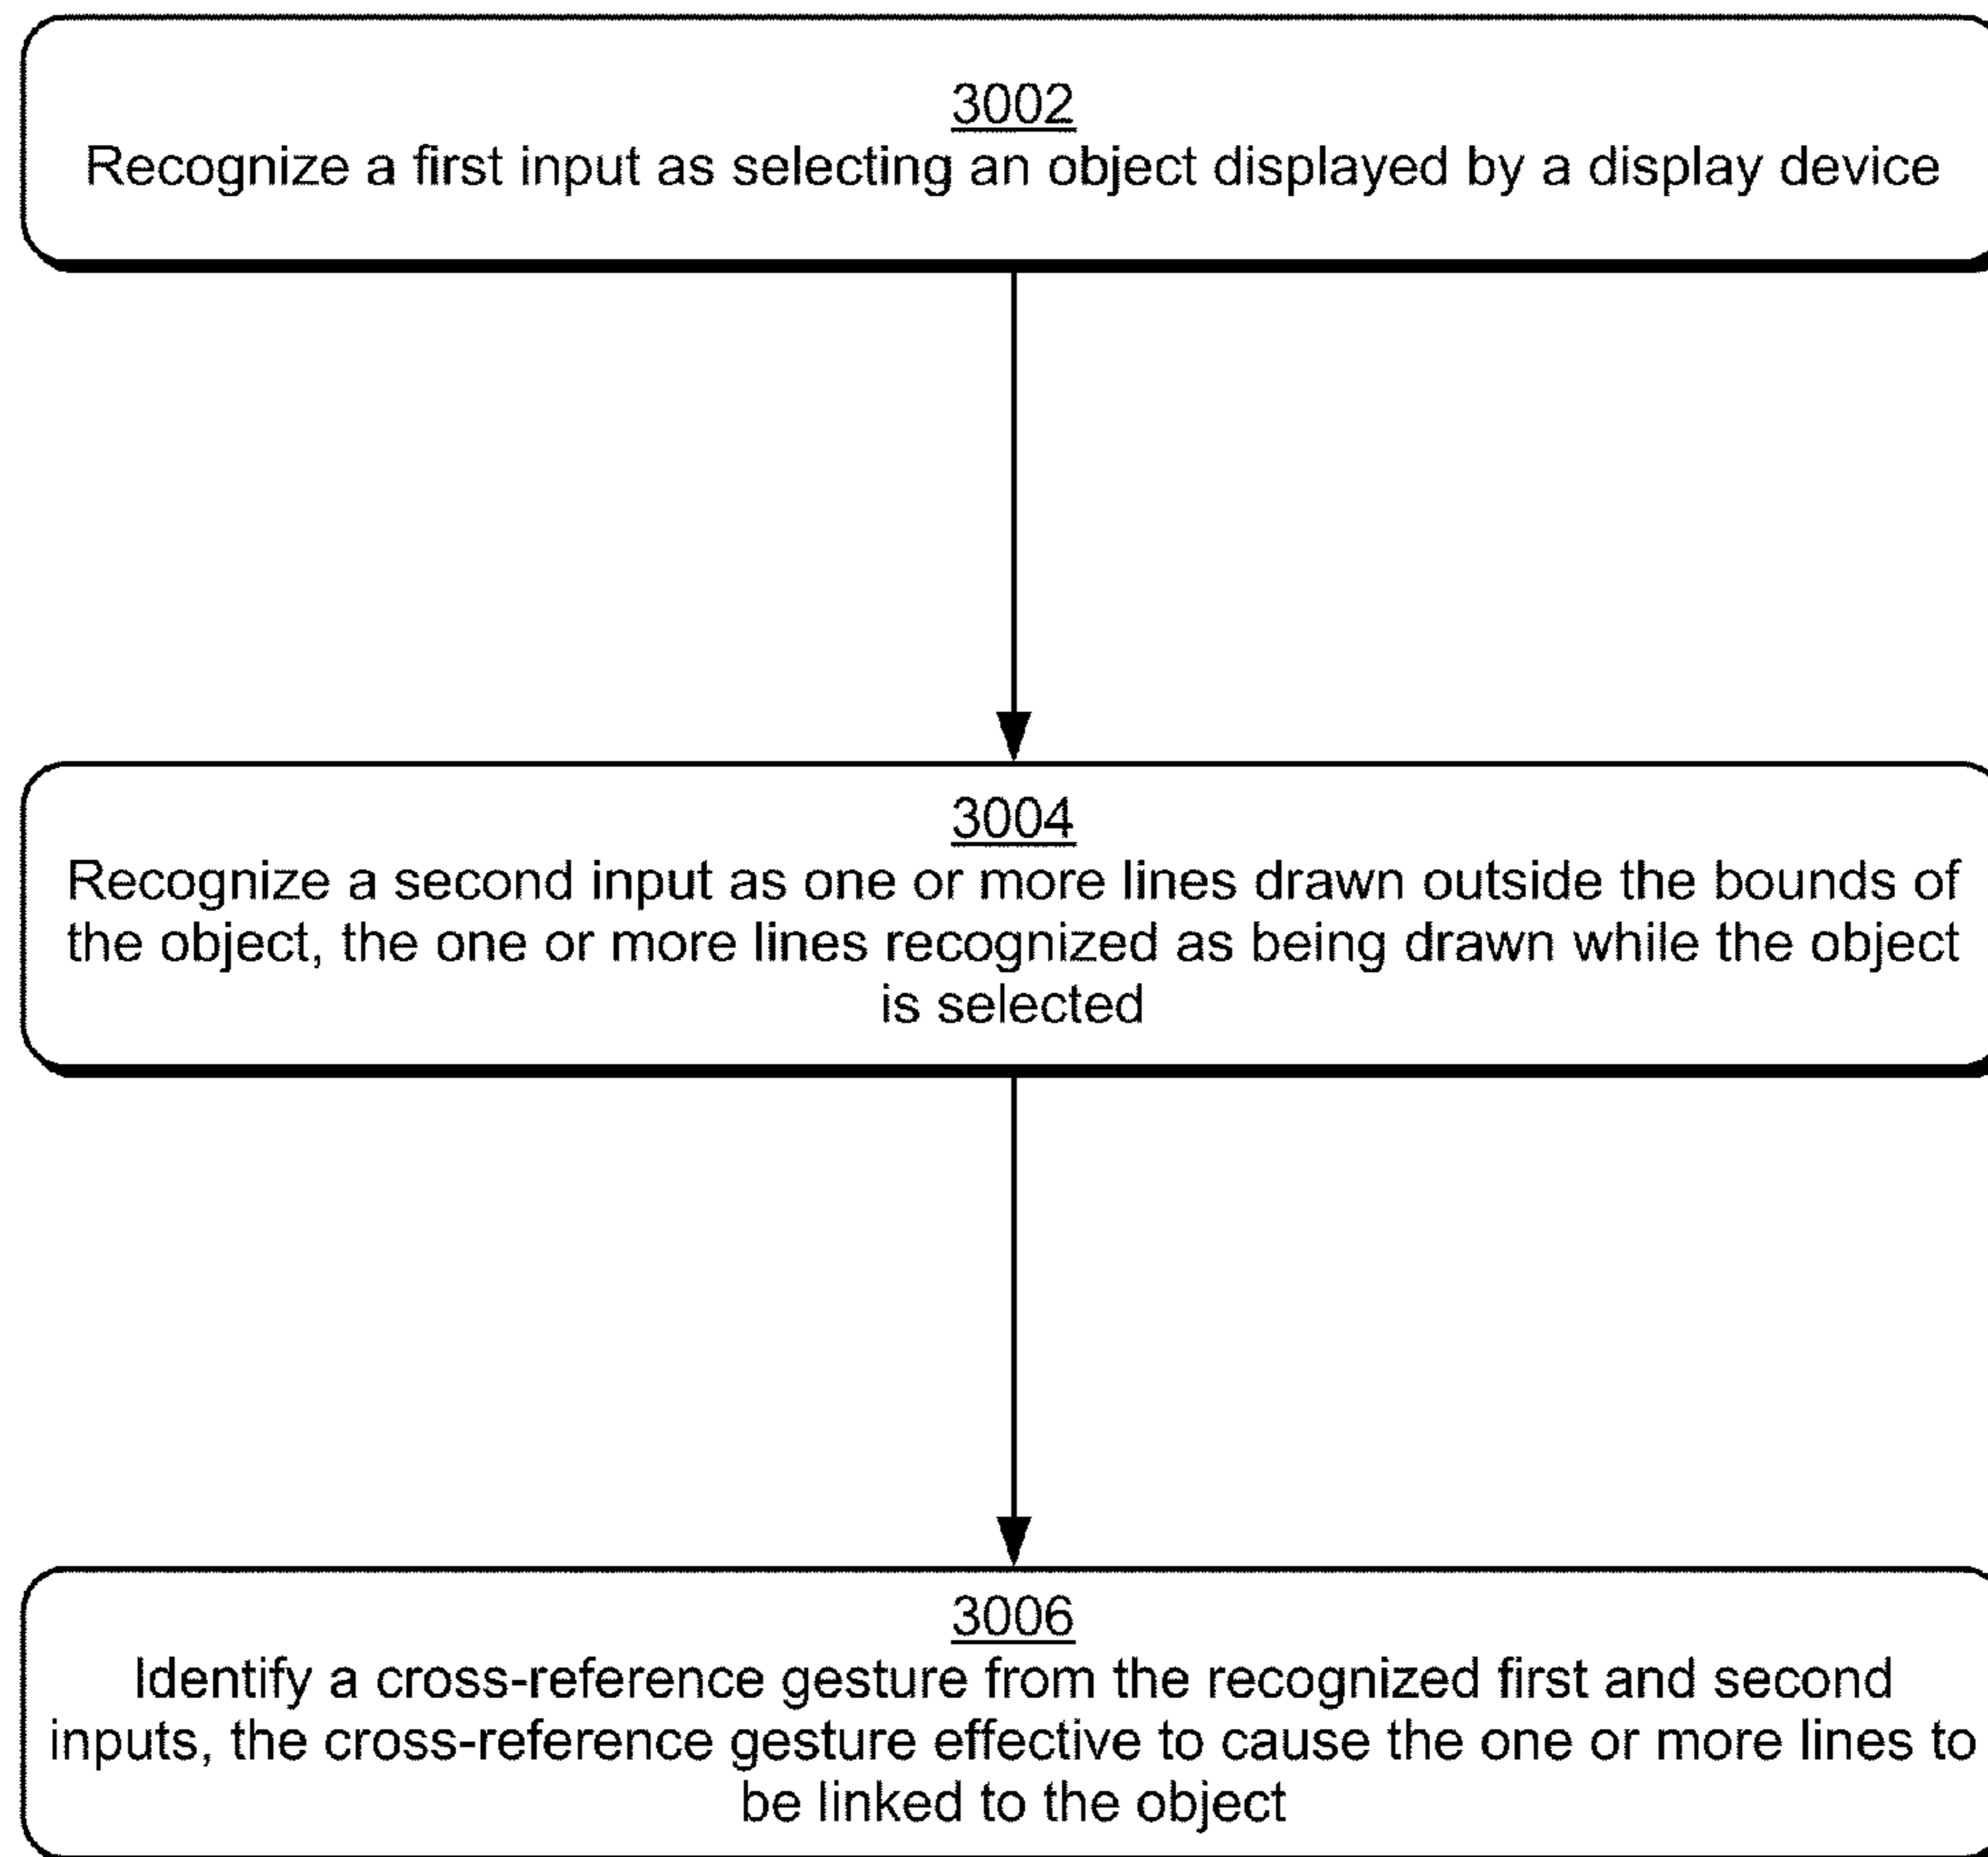 3002
Recognize a first input as selecting an object displayed by a display device
3004
Recognize a second input as one or more lines drawn outside the bounds of
the object, the one or more lines recognized as being drawn while the object
is selected
3006
Identify a cross-reference gesture from the recognized first and second
inputs, the cross-reference gesture effective to cause the one or more lines to
be linked to the object